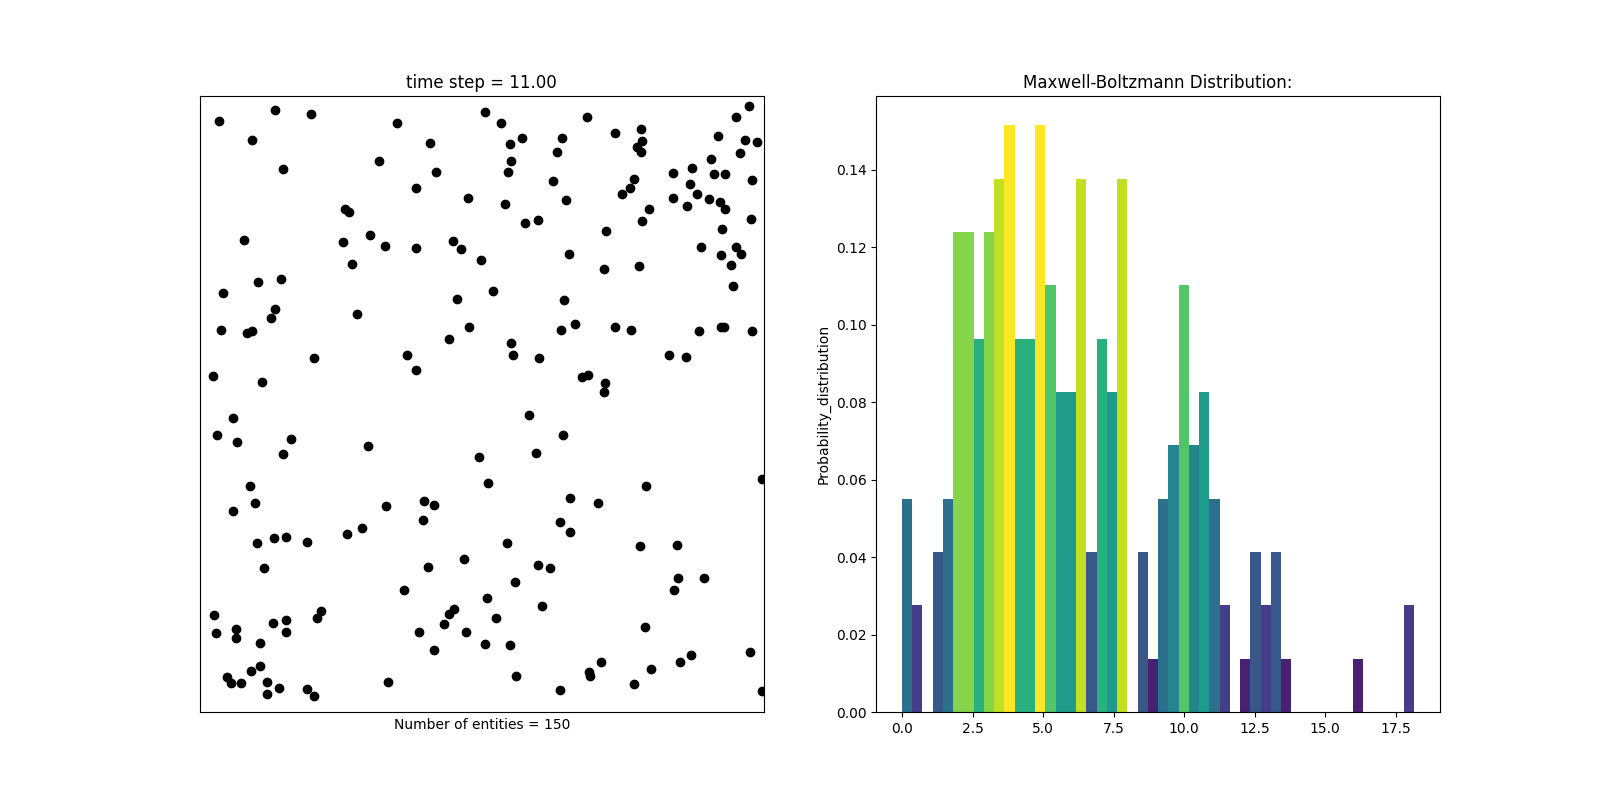 time step = 11.00
Number of entities = 150
Maxwell-Boltzmann Distribution:
Probability_distribution
0.14
0.12
0.10
0.08
0.06
0.04
0.02
0.00
0.0 2.5 5.0 7.5 10.0 12.5 15.0 17.5